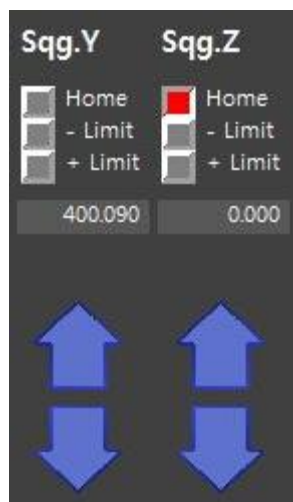 Sqg.Y Sqg.Z
Home Home
- Limit - Limit
+ Limit + Limit
400.090 0.000